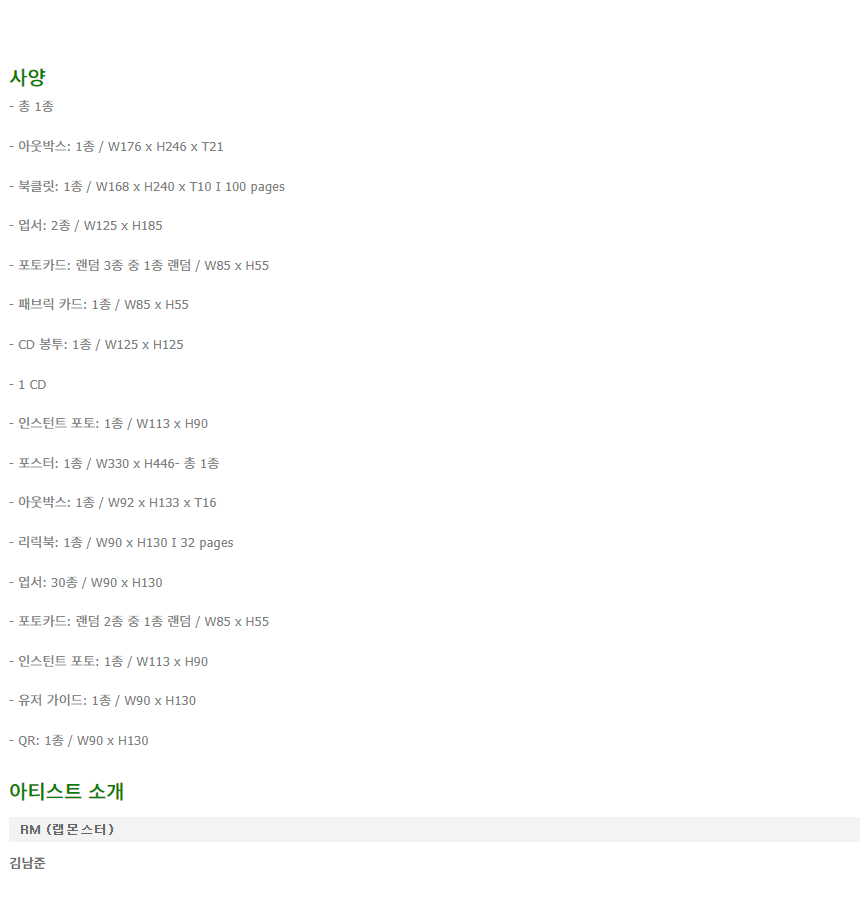 사양
- 총 1종
- 아웃박스: 1종 / W176 x H246 x T21
- 북클릿: 1종 / W168 x H240 x T10 I 100 pages
- 엽서: 2종 / W125 x H185
- 포토카드: 랜덤 3종 중 1종 랜덤 / W85 x H55
- 패브릭 카드: 1종 / W85 x H55
- CD 봉투: 1종 / W125 x H125
- 1 CD
- 인스턴트 포토: 1종 / W113 x H90
- 포스터: 1종 / W330 x H446- 총 1종
- 아웃박스: 1종 / W92 x H133 x T16
- 리릭북: 1종 / W90 x H130 I 32 pages
- 엽서: 30종 / W90 x H130
- 포토카드: 랜덤 2종 중 1종 랜덤 / W85 x H55
- 인스턴트 포토: 1종 / W113 x H90
- 유저 가이드: 1종 / W90 x H130
- QR: 1종 / W90 x H130
아티스트 소개
RM (랩몬스터)
김남준